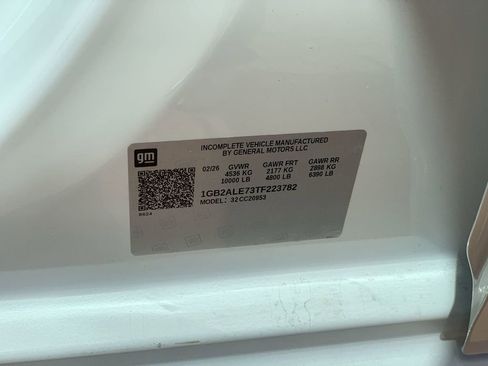 gm
INCOMPLETE VEHICLE MANUFACTURED
BY GENERAL MOTORS LLC
02/26 GVWR GAWR FRT GAWR RR
4536 KG 2177 KG 2898 KG
10000 LB 4800 LB 6390 LB
1GB2ALE73TF223782
MODEL: 32CC20953